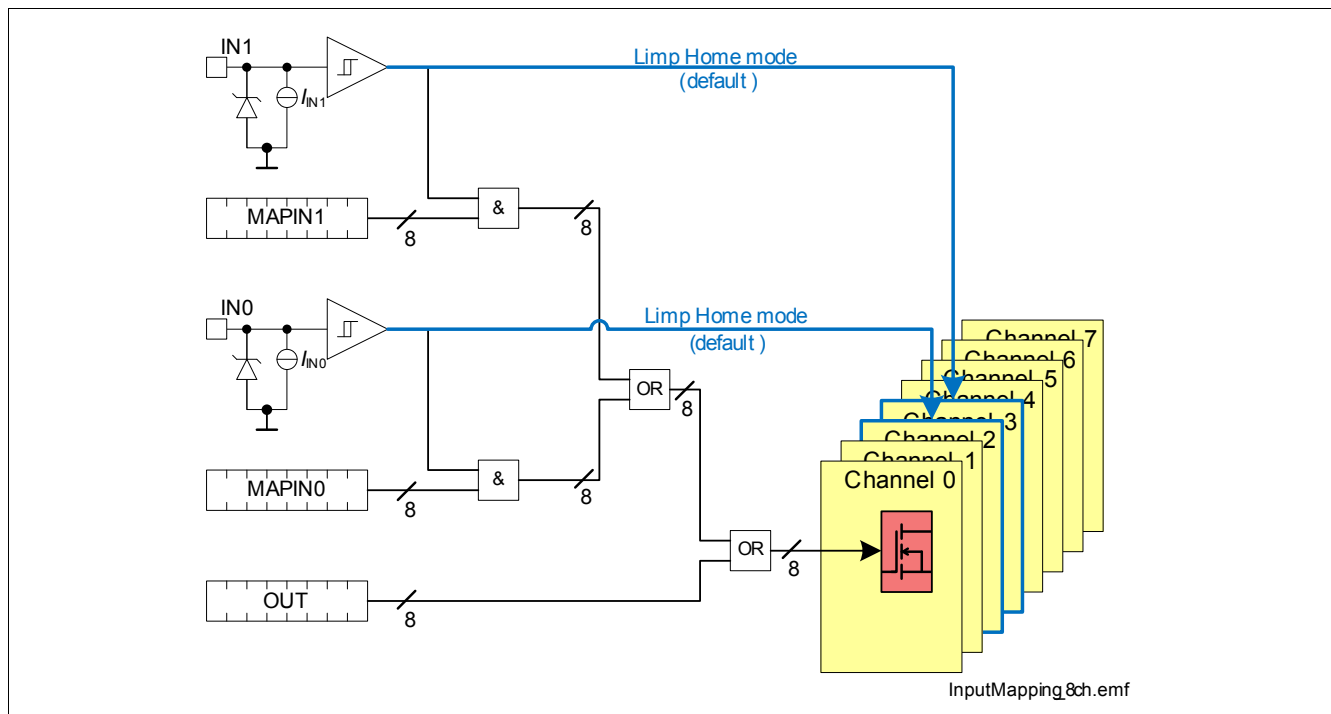 IN1
Limp Home mode
(default )
I IN1
MAPIN1
8
&
8
IN0
Limp Home mode
(default )
I IN0
Channel 7
Channel 6
Channel 5
Channel 4
Channel 3
Channel 2
Channel 1
Channel 0
OR
8
MAPIN0
8
&
8
OR
8
OUT
8
InputMapping_8ch.emf